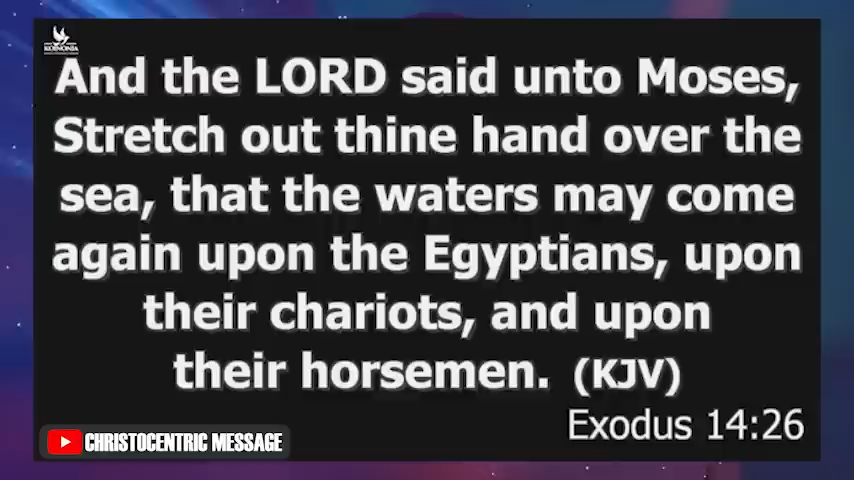 KOINONIA
And the LORD said unto Moses,
Stretch out thine hand over the
sea, that the waters may come
again upon the Egyptians, upon
their chariots, and upon
their horsemen. (KJV)
Exodus 14:26
CHRISTOCENTRIC MESSAGE